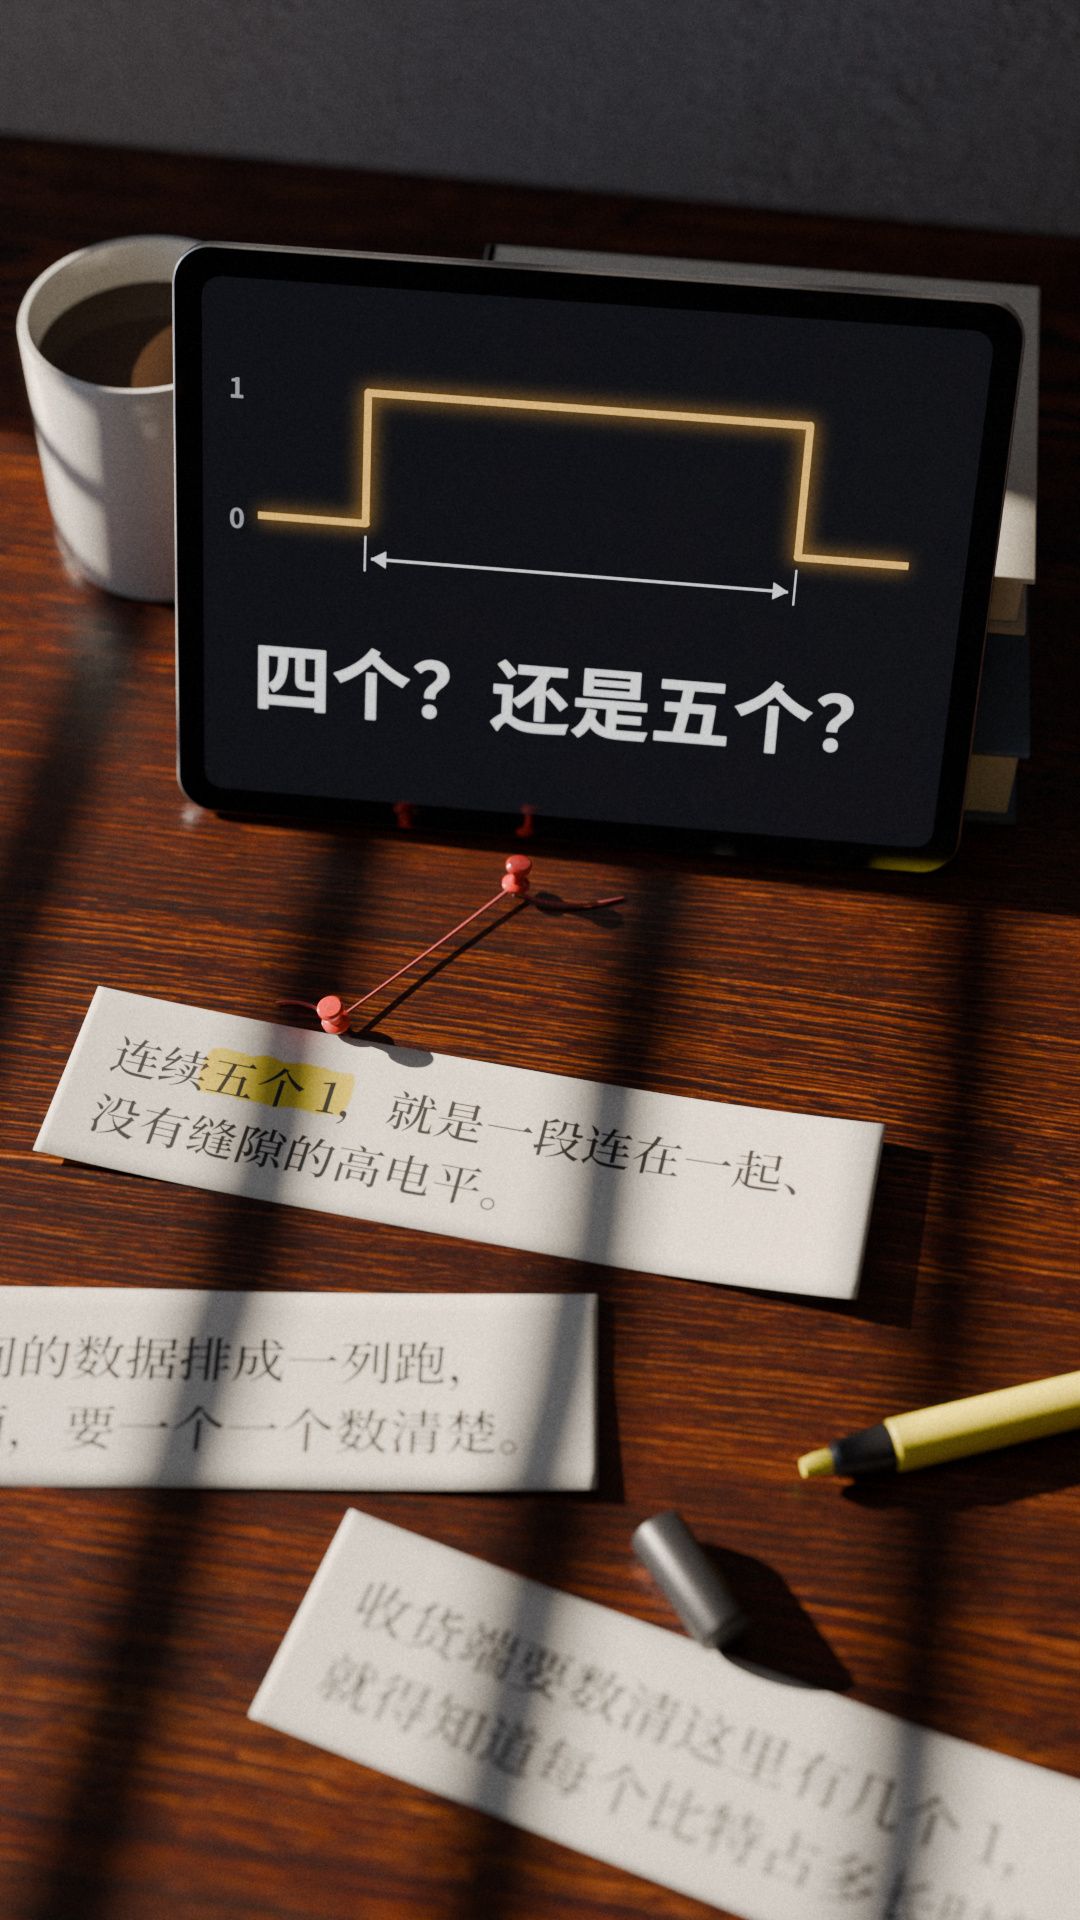 1
0
四个？还是五个？
连续五个 1，就是一段连在一起、
没有缝隙的高电平。
的数据排成一列跑，
，要一个一个数清楚。
收货端要数清这里有几个 1，
就得知道每个比特占多